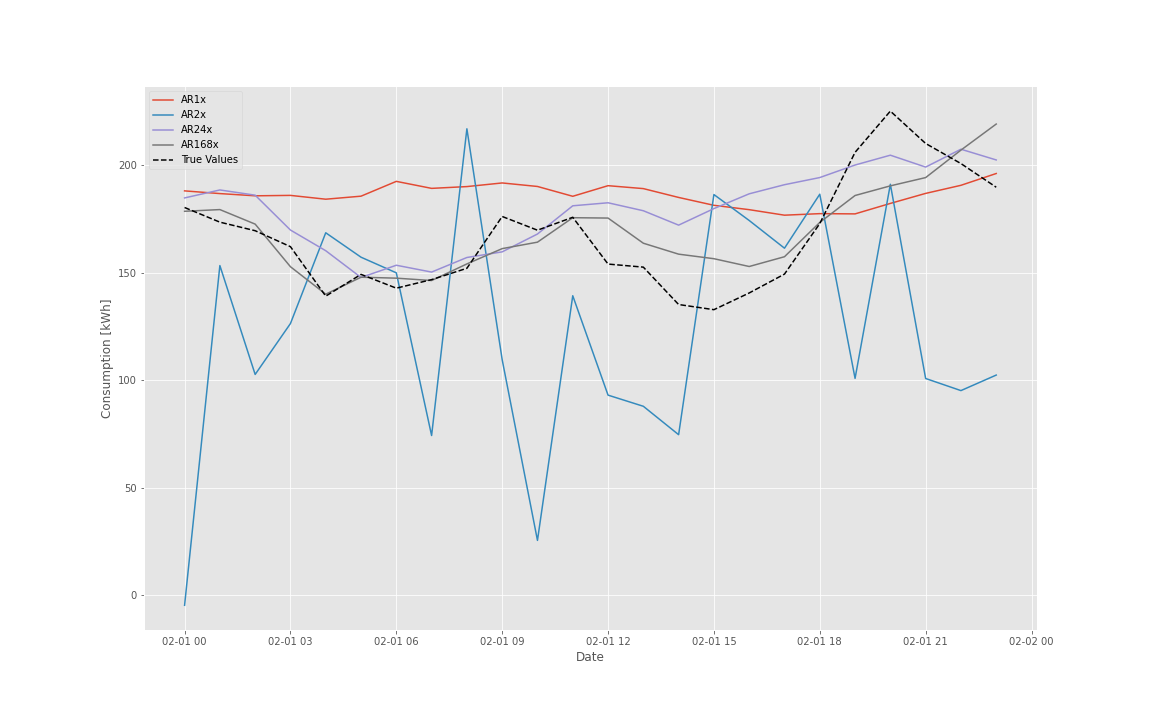 AR1x
AR2x
AR24x
AR168x
True Values
200
150
100
50
0
Consumption [kWh]
02-01 00 02-01 03 02-01 06 02-01 09 02-01 12 02-01 15 02-01 18 02-01 21 02-02 00
Date